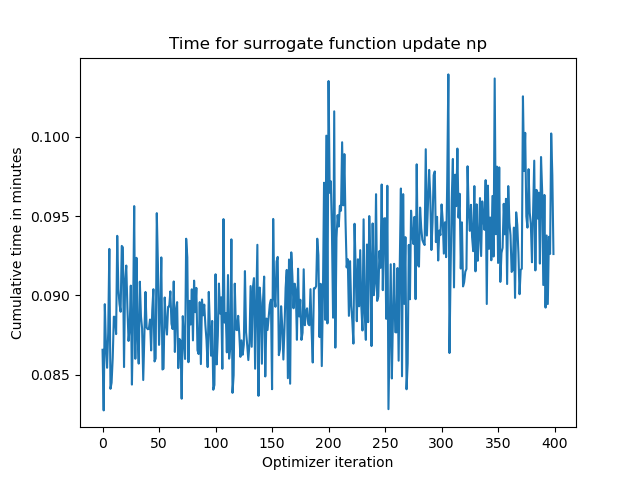 Time for surrogate function update np
Cumulative time in minutes
0.100
0.095
0.090
0.085
0 50 100 150 200 250 300 350 400
Optimizer iteration